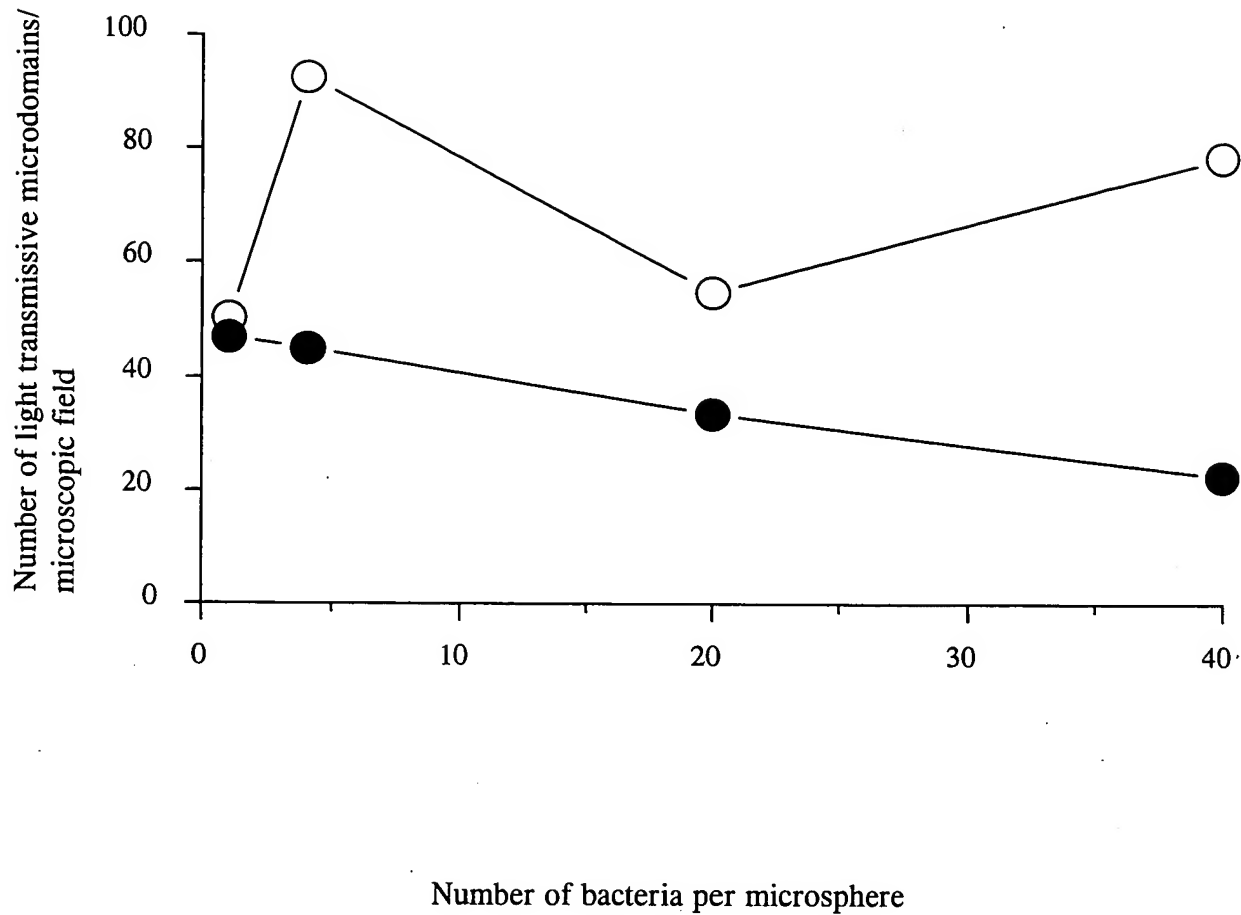 Number of light transmissive microdomains/
microscopic field
100
80
60
40
20
0
0 10 20 30 40
Number of bacteria per microsphere